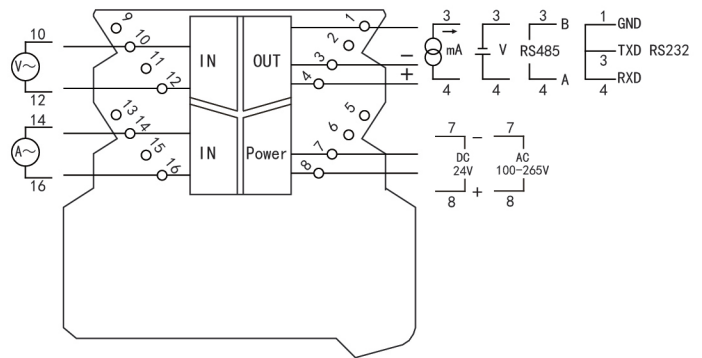 9
10
11
12
13
14
15
16
10
V~
12
14
A~
16
IN
OUT
IN
Power
1
2
3
4
5
6
7
8
−
+
3
mA
4
3
V
4
3 B
RS485
4 A
1 GND
TXD RS232
3
RXD
4
7 − 7
DC AC
24V 100-265V
8 + 8